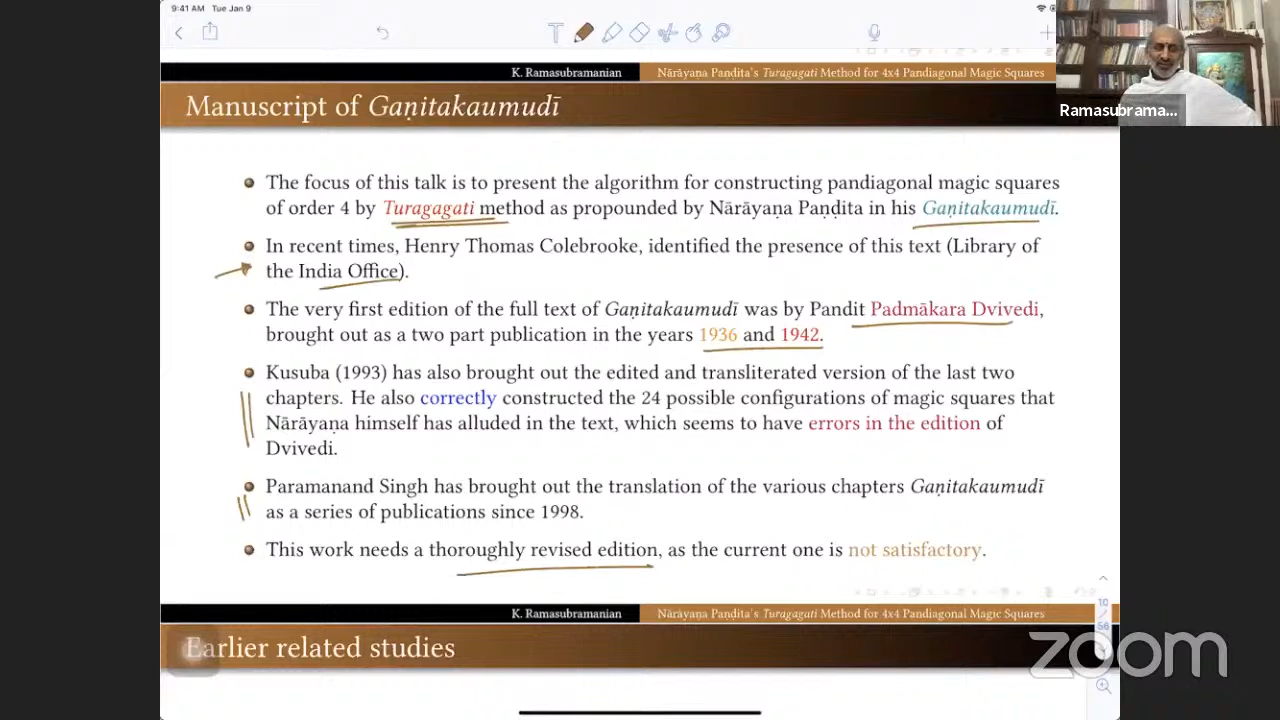 9:41 AM Tue Jan 9
K. Ramasubramanian
Nārāyaṇa Paṇḍita's Turagagati Method for 4x4 Pandiagonal Magic Squares
Ramasubrama...
Manuscript of Gaṇitakaumudī
The focus of this talk is to present the algorithm for constructing pandiagonal magic squares
of order 4 by Turagagati method as propounded by Nārāyaṇa Paṇḍita in his Gaṇitakaumudī.
In recent times, Henry Thomas Colebrooke, identified the presence of this text (Library of
the India Office).
The very first edition of the full text of Gaṇitakaumudī was by Pandit Padmākara Dvivedi,
brought out as a two part publication in the years 1936 and 1942.
Kusuba (1993) has also brought out the edited and transliterated version of the last two
chapters. He also correctly constructed the 24 possible configurations of magic squares that
Nārāyaṇa himself has alluded in the text, which seems to have errors in the edition of
Dvivedi.
Paramanand Singh has brought out the translation of the various chapters Gaṇitakaumudī
as a series of publications since 1998.
This work needs a thoroughly revised edition, as the current one is not satisfactory.
10
56
K. Ramasubramanian
Nārāyaṇa Paṇḍita's Turagagati Method for 4x4 Pandiagonal Magic Squares
Earlier related studies
zoom